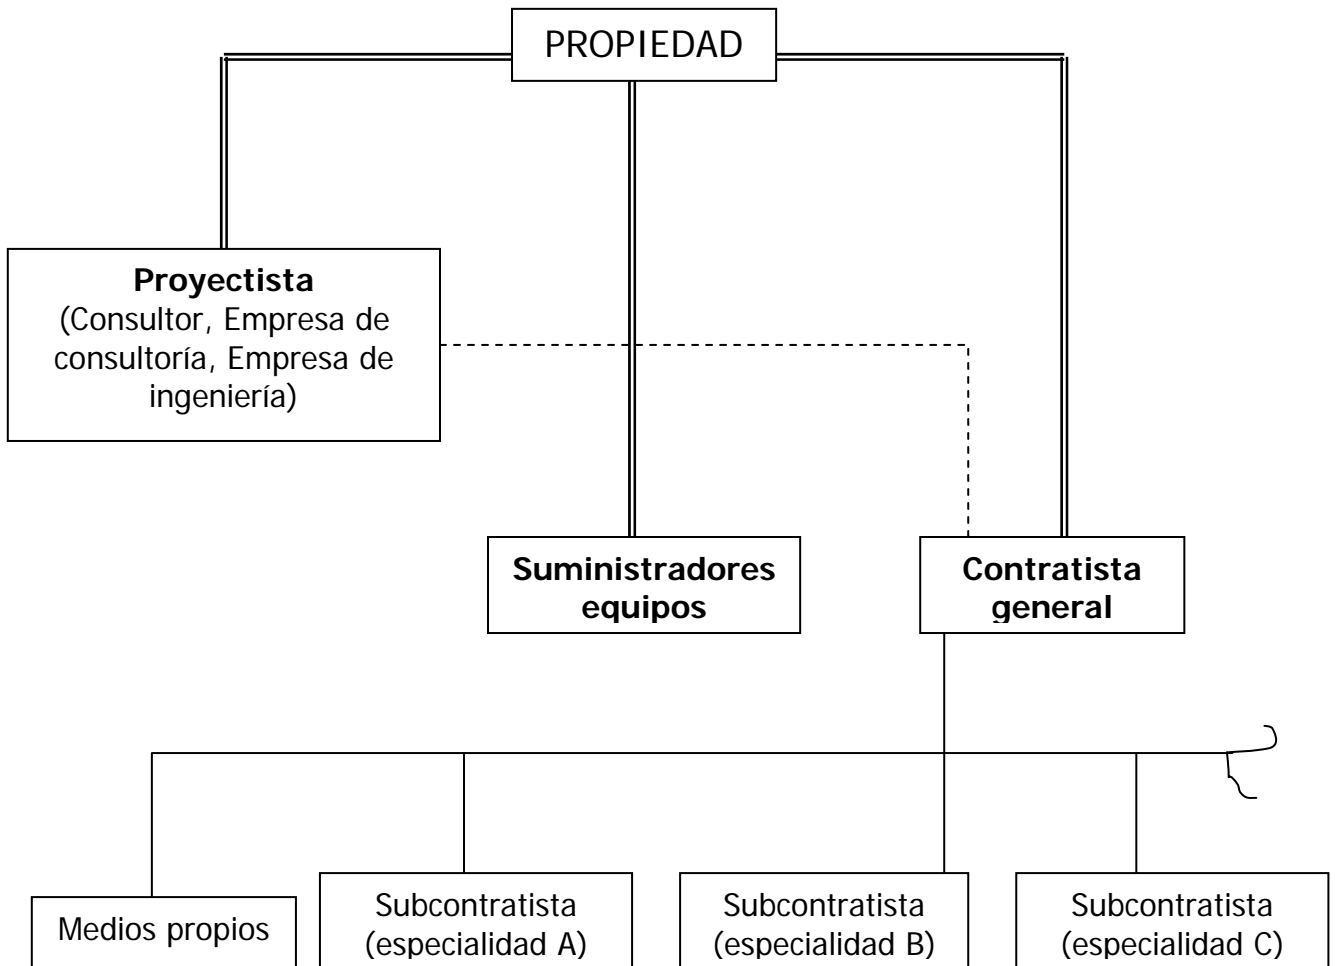 PROPIEDAD
Proyectista
(Consultor, Empresa de
consultoría, Empresa de
ingeniería)
Suministradores
equipos
Contratista
general
Medios propios
Subcontratista
(especialidad A)
Subcontratista
(especialidad B)
Subcontratista
(especialidad C)